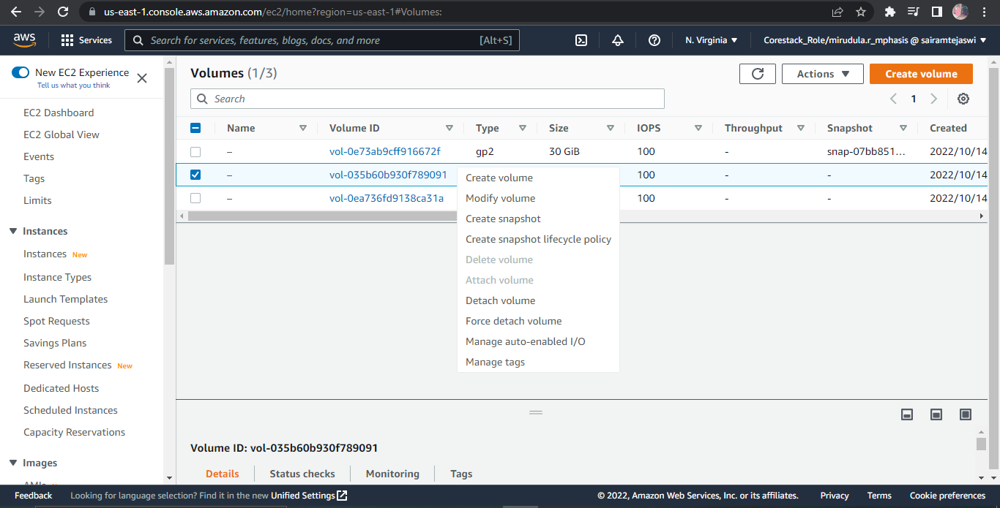 us-east-1.console.aws.amazon.com/ec2/home?region=us-east-1#Volumes:
aws
Services
Search for services, features, blogs, docs, and more
[Alt+S]
N. Virginia
Corestack_Role/mirudula.r_mphasis @ sairamtejaswi
New EC2 Experience
Tell us what you think
EC2 Dashboard
EC2 Global View
Events
Tags
Limits
Instances
Instances New
Instance Types
Launch Templates
Spot Requests
Savings Plans
Reserved Instances New
Dedicated Hosts
Scheduled Instances
Capacity Reservations
Images
Volumes (1/3)
Actions
Create volume
Search
1
Name Volume ID Type Size IOPS Throughput Snapshot Created
– vol-0e73ab9cff916672f gp2 30 GiB 100 - snap-07bb851... 2022/10/14
– vol-035b60b930f789091 100 - - 2022/10/14
– vol-0ea736fd9138ca31a 100 - - 2022/10/14
Create volume
Modify volume
Create snapshot
Create snapshot lifecycle policy
Delete volume
Attach volume
Detach volume
Force detach volume
Manage auto-enabled I/O
Manage tags
Volume ID: vol-035b60b930f789091
Details Status checks Monitoring Tags
Feedback
Looking for language selection? Find it in the new Unified Settings
© 2022, Amazon Web Services, Inc. or its affiliates.
Privacy
Terms
Cookie preferences